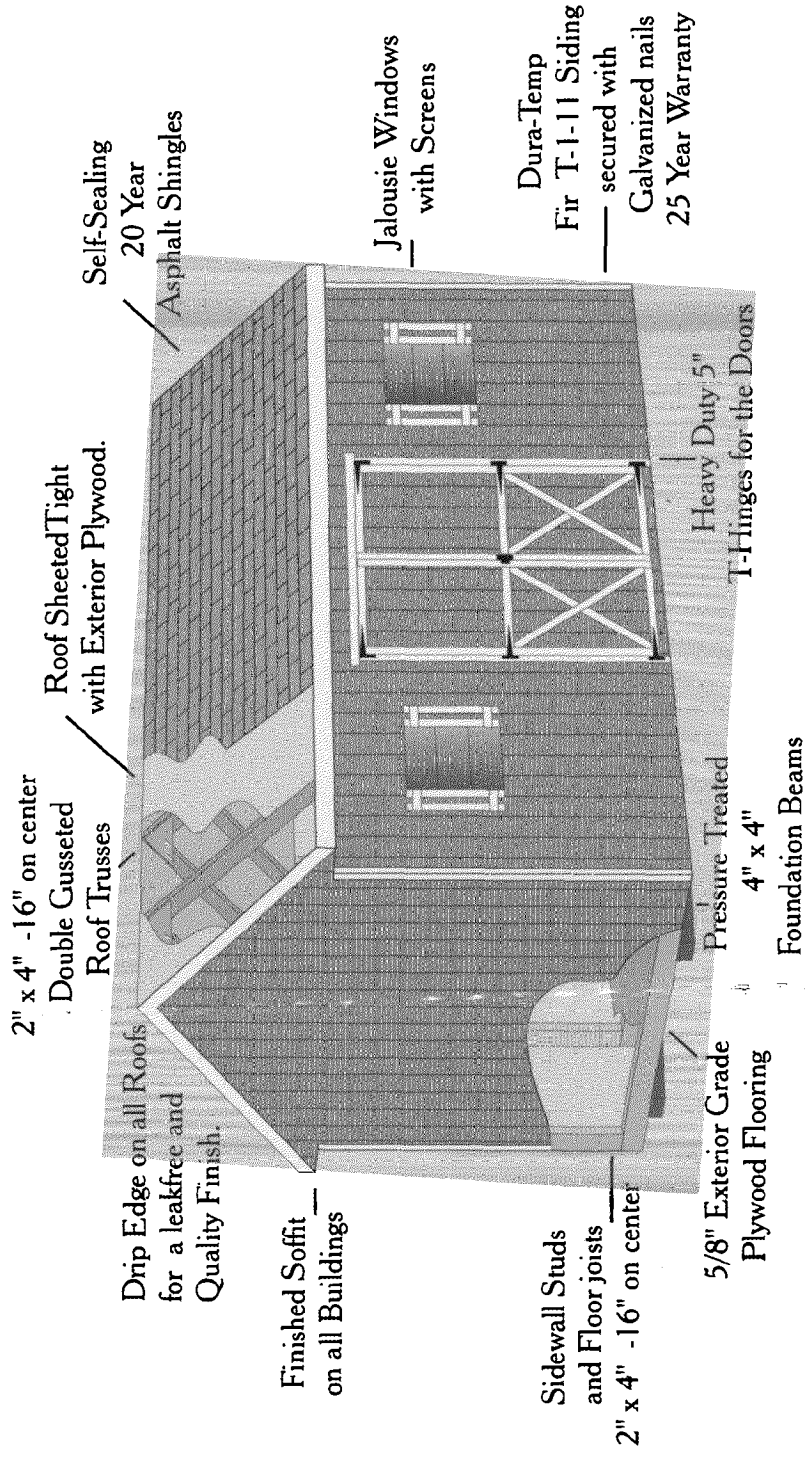 2" x 4" -16" on center
Double Gusseted
Roof Trusses
Roof Sheeted Tight
with Exterior Plywood.
Self-Sealing
20 Year
Asphalt Shingles
Drip Edge on all Roofs
for a leakfree and
Quality Finish.
Finished Soffit
on all Buildings
Jalousie Windows
with Screens
Dura-Temp
Fir T-1-11 Siding
secured with
Galvanized nails
25 Year Warranty
Sidewall Studs
and Floor joists
2" x 4" -16" on center
5/8" Exterior Grade
Plywood Flooring
Pressure Treated
4" x 4"
Foundation Beams
Heavy Duty 5"
T-Hinges for the Doors